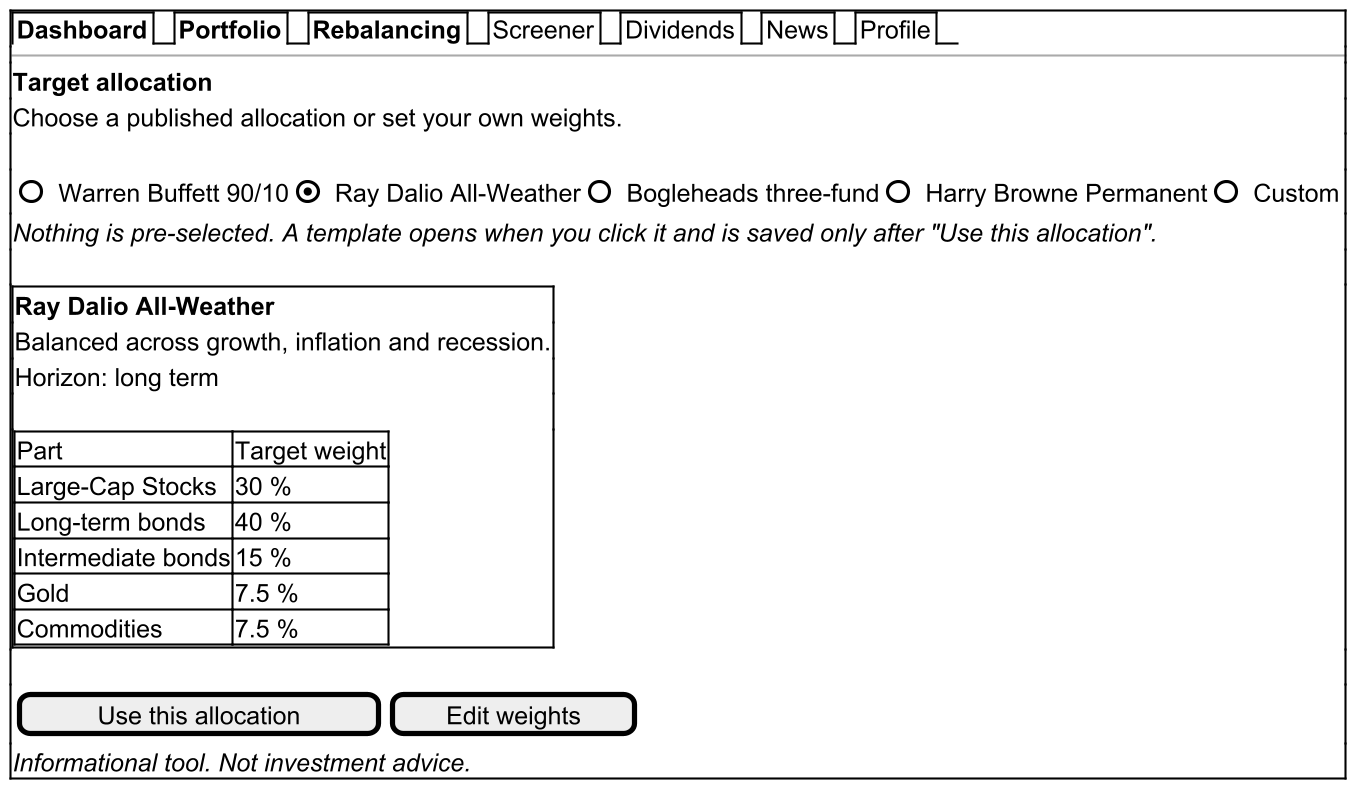 Dashboard Portfolio Rebalancing Screener Dividends News Profile
Target allocation
Choose a published allocation or set your own weights.
Warren Buffett 90/10 Ray Dalio All-Weather Bogleheads three-fund Harry Browne Permanent Custom
Nothing is pre-selected. A template opens when you click it and is saved only after "Use this allocation".
Ray Dalio All-Weather
Balanced across growth, inflation and recession.
Horizon: long term
Part Target weight
Large-Cap Stocks 30 %
Long-term bonds 40 %
Intermediate bonds 15 %
Gold 7.5 %
Commodities 7.5 %
Use this allocation Edit weights
Informational tool. Not investment advice.